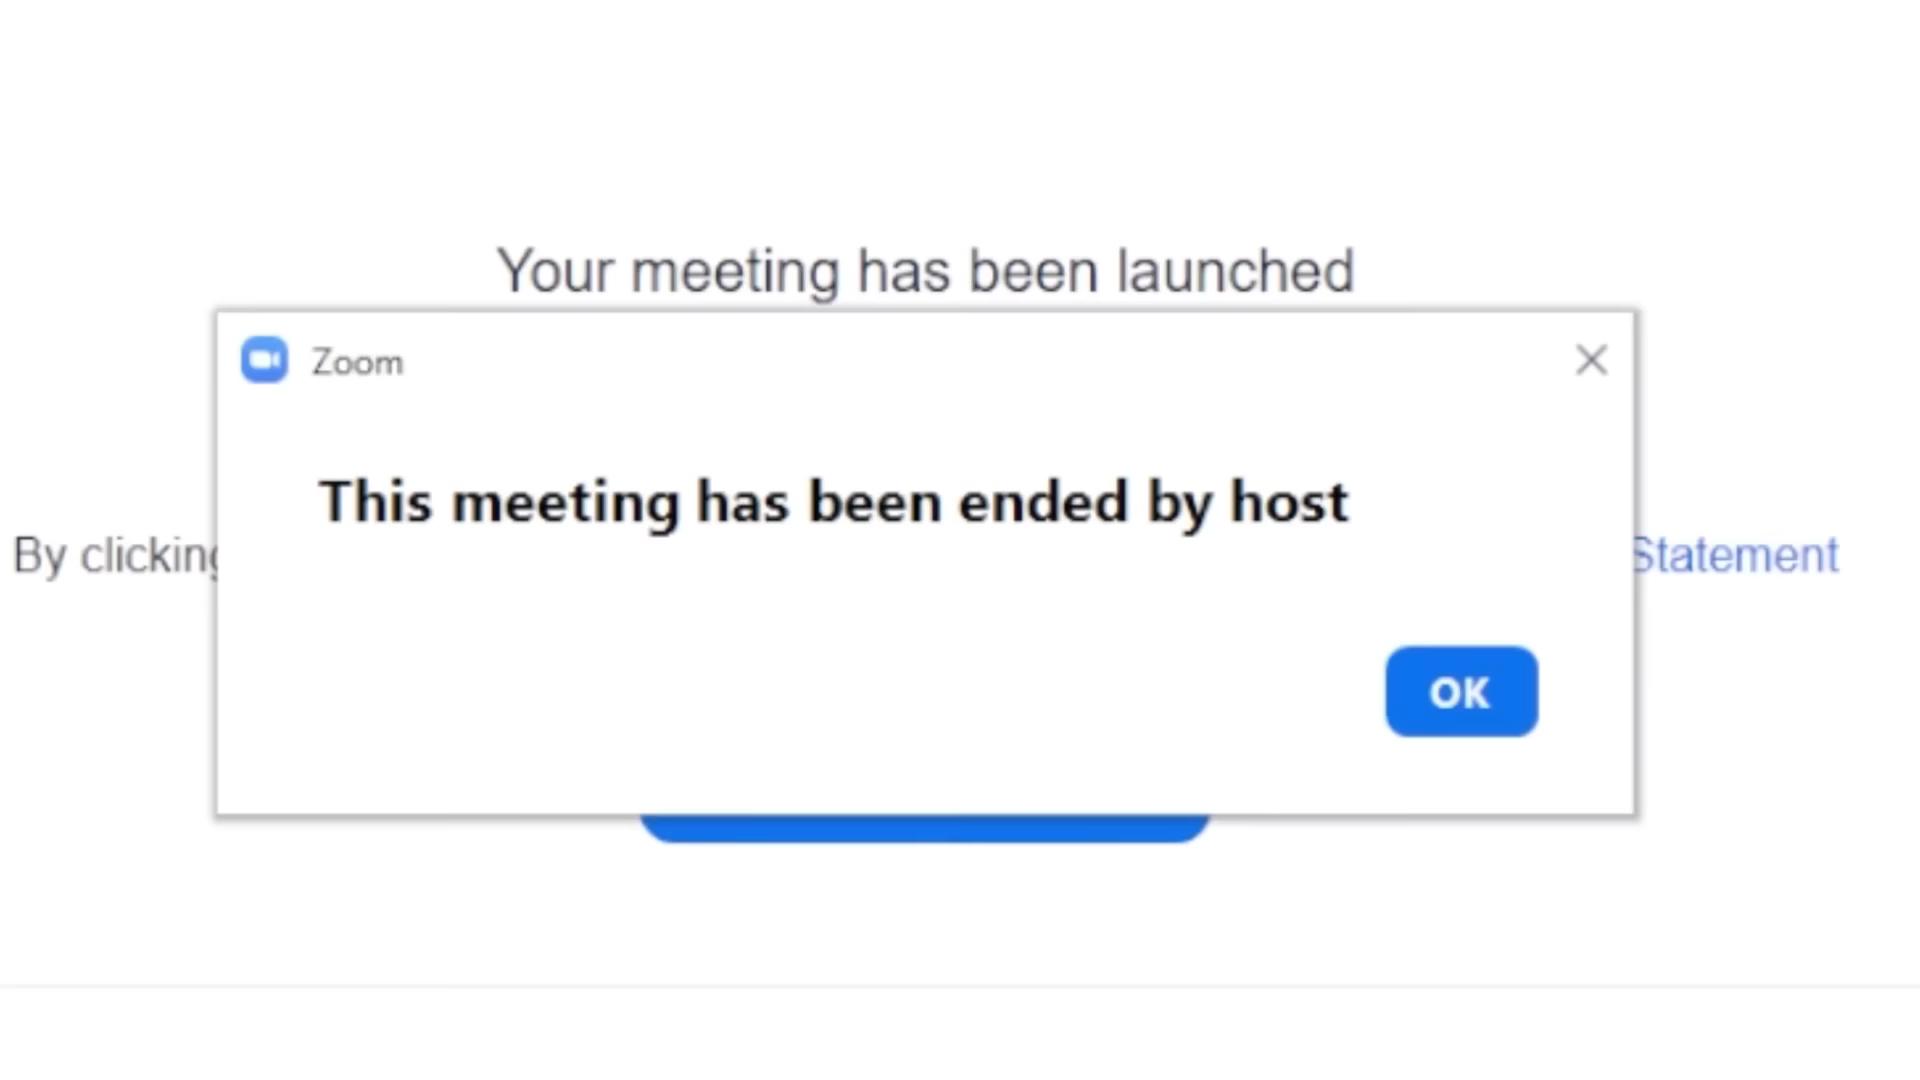 Your meeting has been launched
Zoom
This meeting has been ended by host
By clicking
Statement
OK